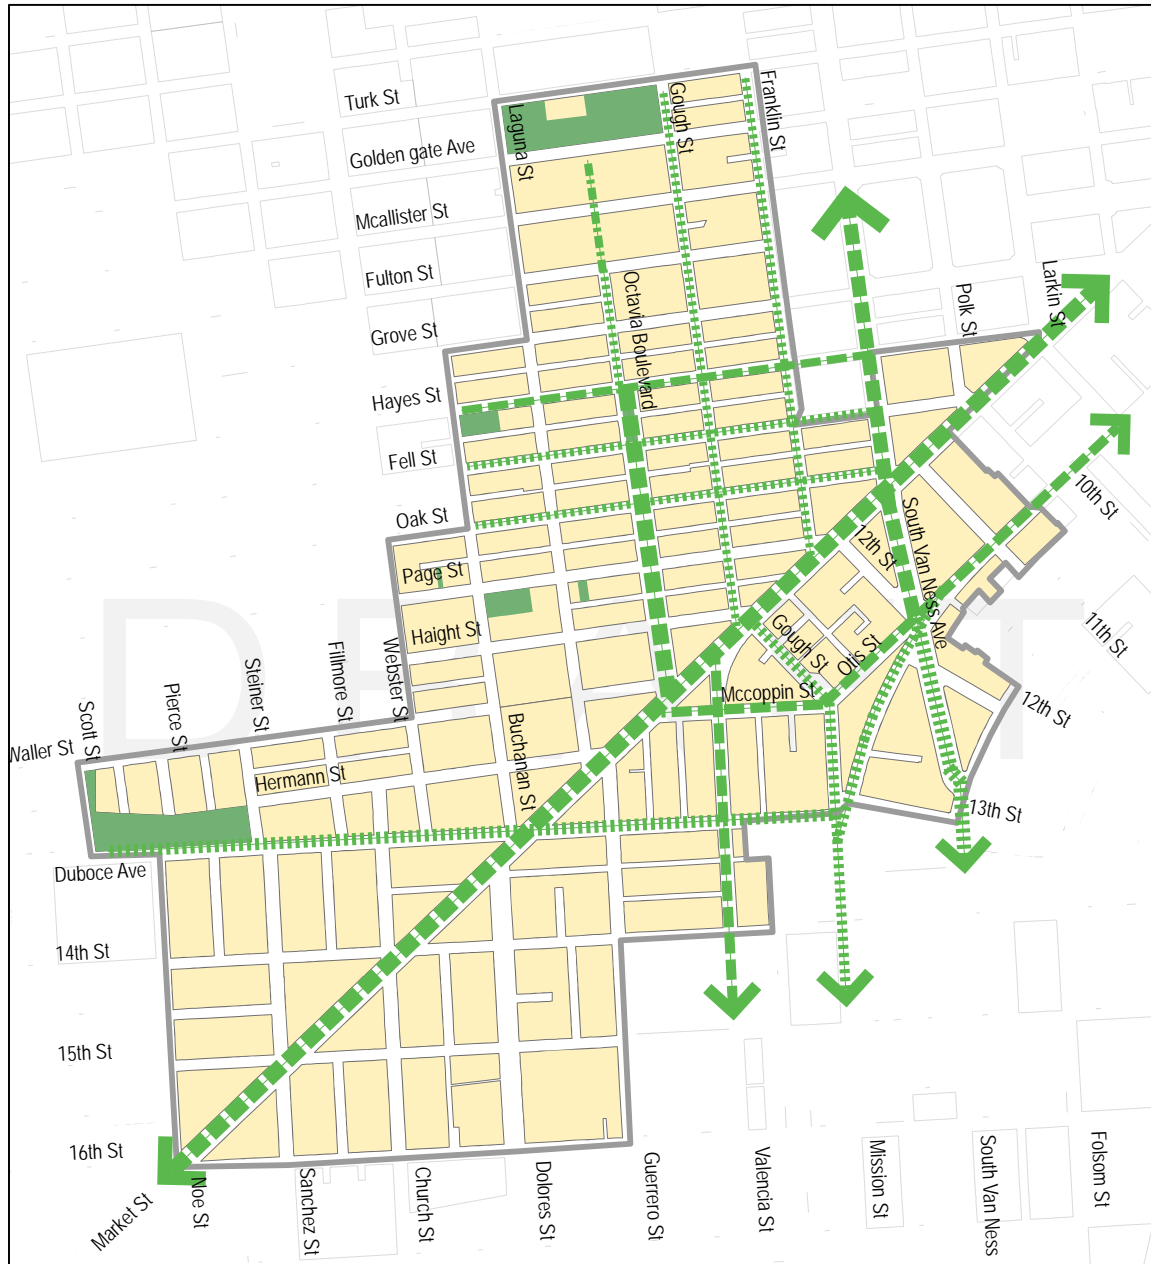 Turk St
Golden gate Ave
Mcallister St
Fulton St
Grove St
Hayes St
Fell St
Oak St
Page St
Haight St
Laguna St
Gough St
Franklin St
Octavia Boulevard
Polk St
Larkin St
10th St
11th St
12th St
12th St
South Van Ness Ave
Gough St
Otis St
Mccoppin St
13th St
DRAFT
Webster St
Fillmore St
Steiner St
Pierce St
Scott St
Waller St
Hermann St
Buchanan St
Duboce Ave
14th St
15th St
16th St
Market St
Noe St
Sanchez St
Church St
Dolores St
Guerrero St
Valencia St
Mission St
South Van Ness
Folsom St